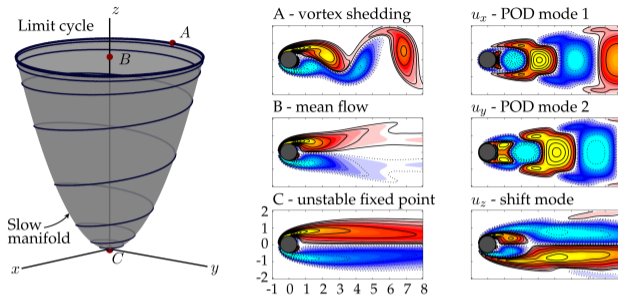 z
Limit cycle
A
B
Slow
manifold
C
x
y
A - vortex shedding
B - mean flow
C - unstable fixed point
2
1
0
-1
-2
-1 0 1 2 3 4 5 6 7 8
u_x - POD mode 1
u_y - POD mode 2
u_z - shift mode